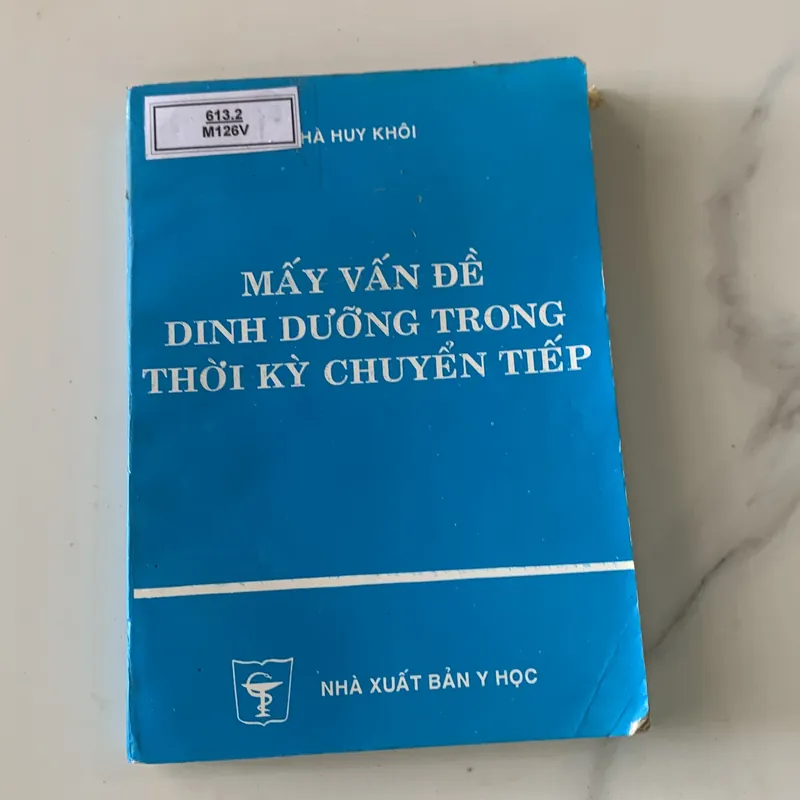 613.2
M126V
HÀ HUY KHÔI
MẤY VẤN ĐỀ
DINH DƯỠNG TRONG
THỜI KỲ CHUYỂN TIẾP
NHÀ XUẤT BẢN Y HỌC